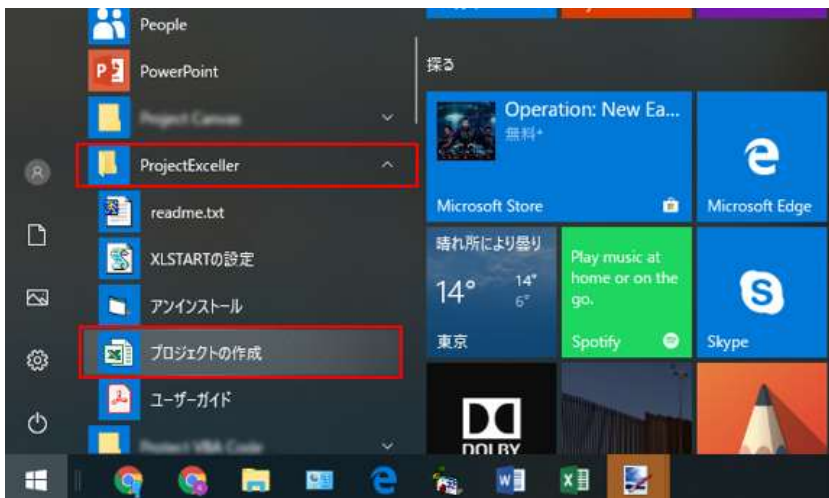 People
PowerPoint
ProjectExceller
readme.txt
XLSTARTの設定
アンインストール
プロジェクトの作成
ユーザーガイド
探る
Operation: New Ea...
無料+
Microsoft Store
Microsoft Edge
晴れ所により曇り
14°
14°
6°
東京
Play music at
home or on the
go.
Spotify
Skype
DOLBY